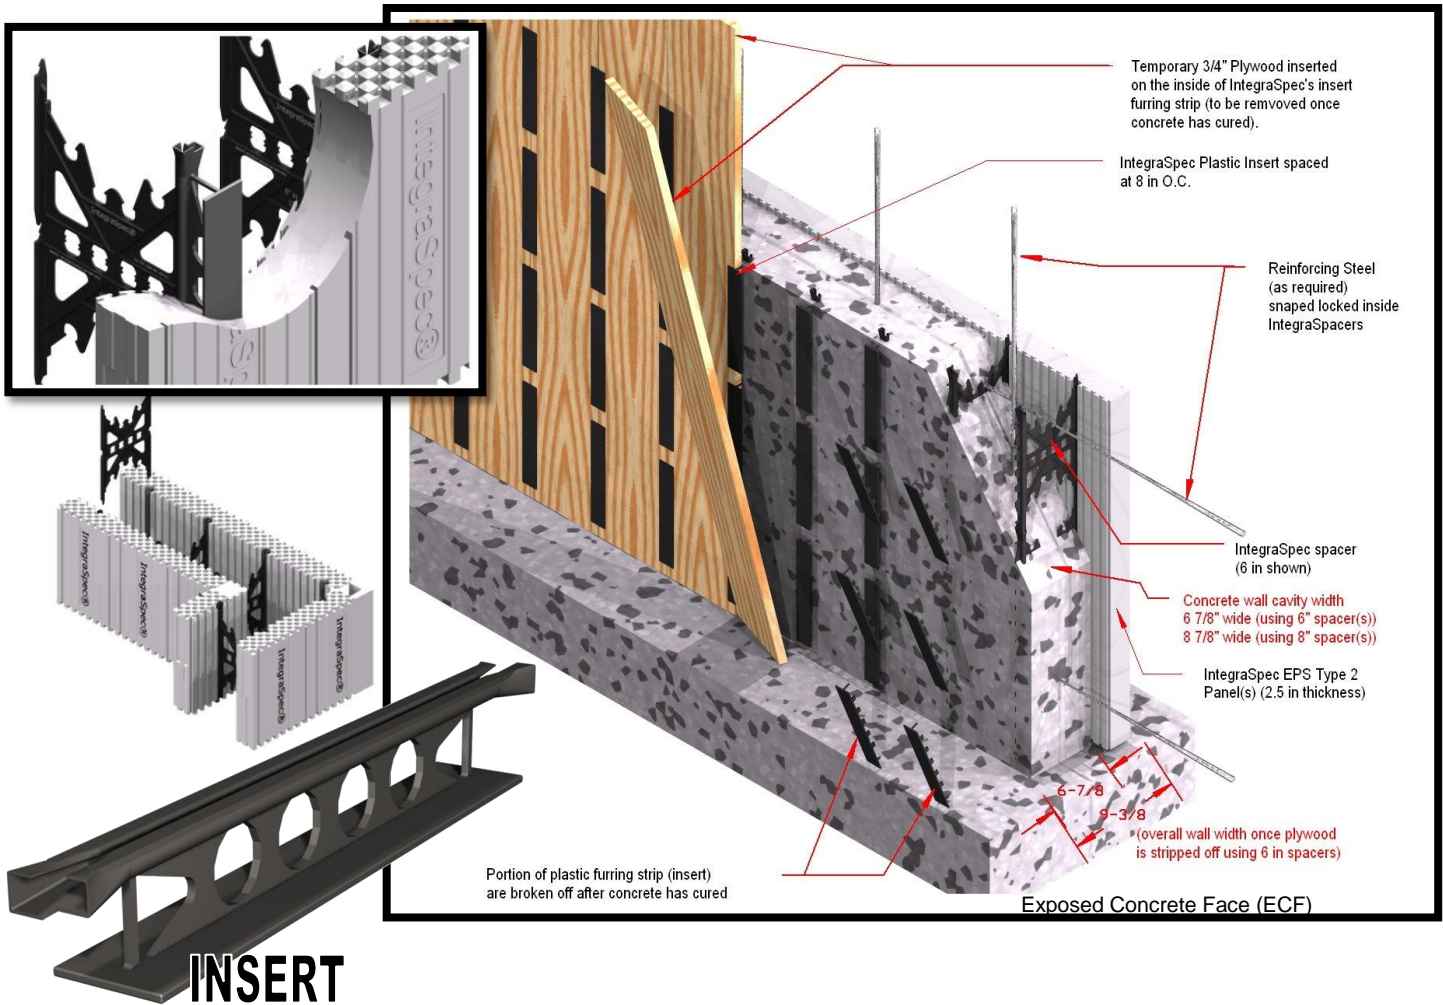 Temporary 3/4" Plywood inserted
on the inside of IntegraSpec's insert
furring strip (to be remvoved once
concrete has cured).
IntegraSpec Plastic Insert spaced
at 8 in O.C.
Reinforcing Steel
(as required)
snaped locked inside
IntegraSpacers
IntegraSpec spacer
(6 in shown)
Concrete wall cavity width
6 7/8" wide (using 6" spacer(s))
8 7/8" wide (using 8" spacer(s))
IntegraSpec EPS Type 2
Panel(s) (2.5 in thickness)
6-7/8
9-3/8
(overall wall width once plywood
is stripped off using 6 in spacers)
Portion of plastic furring strip (insert)
are broken off after concrete has cured
Exposed Concrete Face (ECF)
IntegraSpec®
IntegraSpec®
IntegraSpec®
IntegraSpec®
IntegraSpec®
IntegraSpec®
IntegraSpec®
INSERT